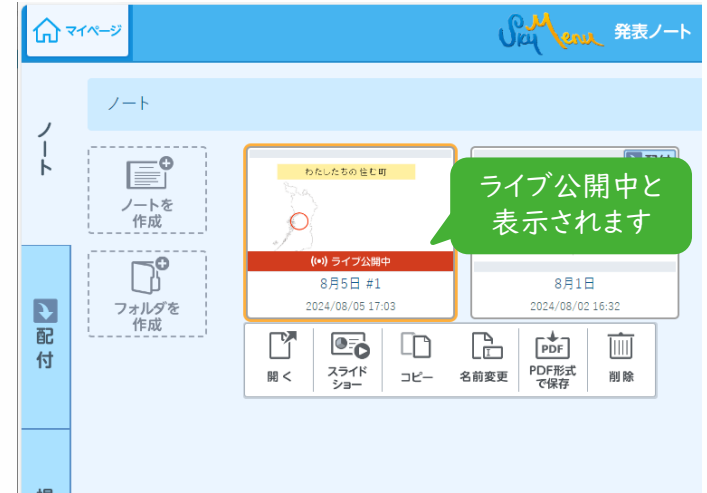 マイページ
SkyMenu 発表ノート
ノート
ノート
配付
ノートを
作成
フォルダを
作成
わたしたちの住む町
ライブ公開中
8月5日 #1
2024/08/05 17:03
ライブ公開中と
表示されます
8月1日
2024/08/02 16:32
開く
スライド
ショー
コピー
名前変更
PDF
PDF形式
で保存
削除